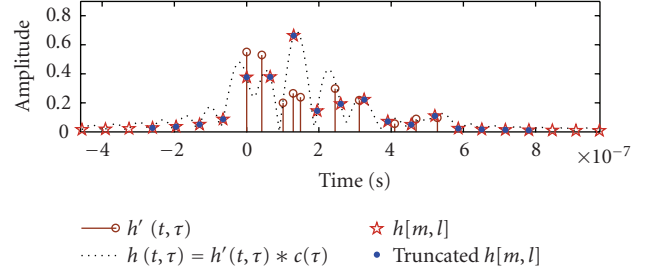 0.8
0.6
0.4
0.2
0
Amplitude
−4 −2 0 2 4 6 8 ×10⁻⁷
Time (s)
h′ (t, τ)
h (t, τ) = h′(t, τ) ∗ c(τ)
h[m, l]
Truncated h[m, l]